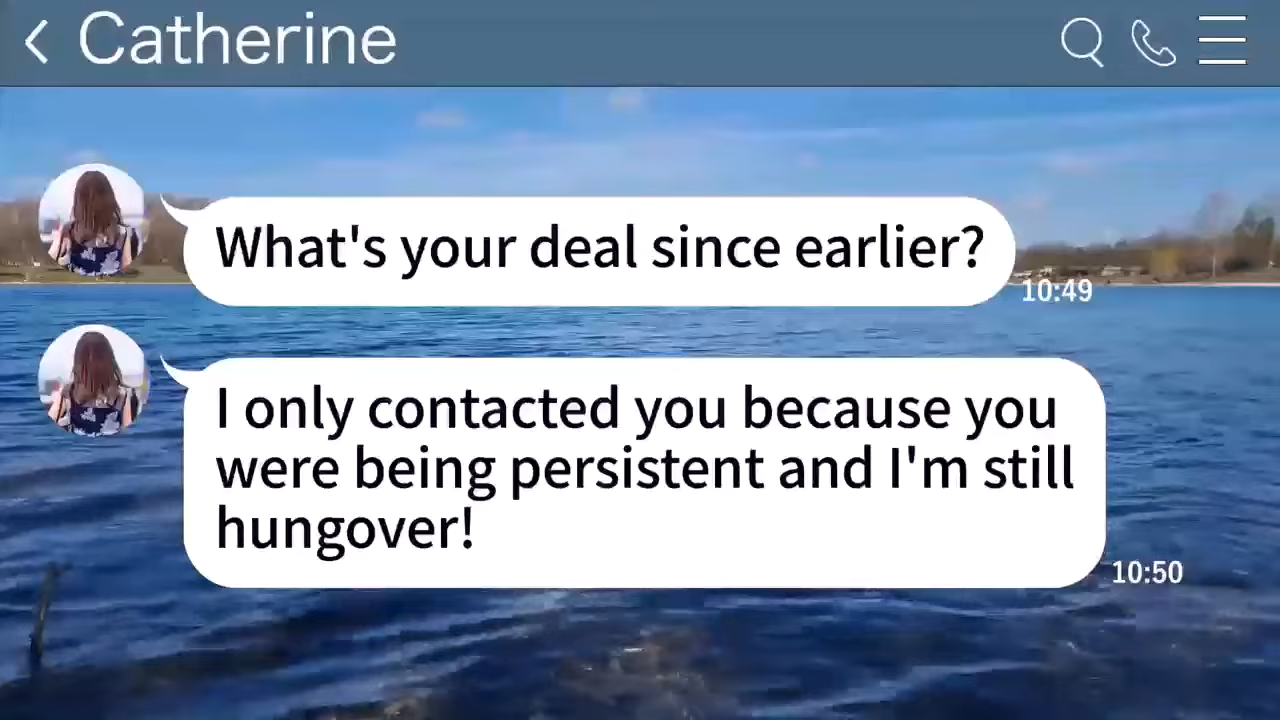 Catherine
What's your deal since earlier?
10:49
I only contacted you because you
were being persistent and I'm still
hungover!
10:50